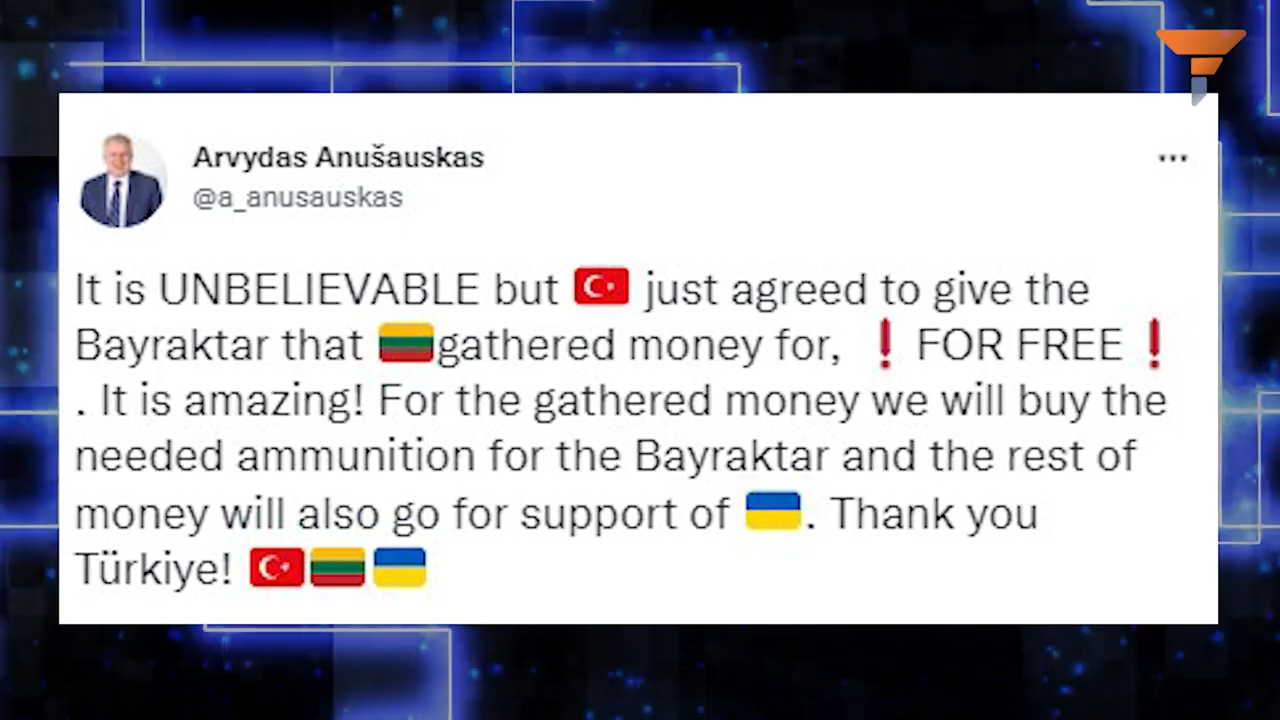 Arvydas Anušauskas
@a_anusauskas
It is UNBELIEVABLE but 🇹🇷 just agreed to give the
Bayraktar that 🇱🇹gathered money for, ❗ FOR FREE ❗
. It is amazing! For the gathered money we will buy the
needed ammunition for the Bayraktar and the rest of
money will also go for support of 🇺🇦. Thank you
Türkiye! 🇹🇷🇱🇹🇺🇦